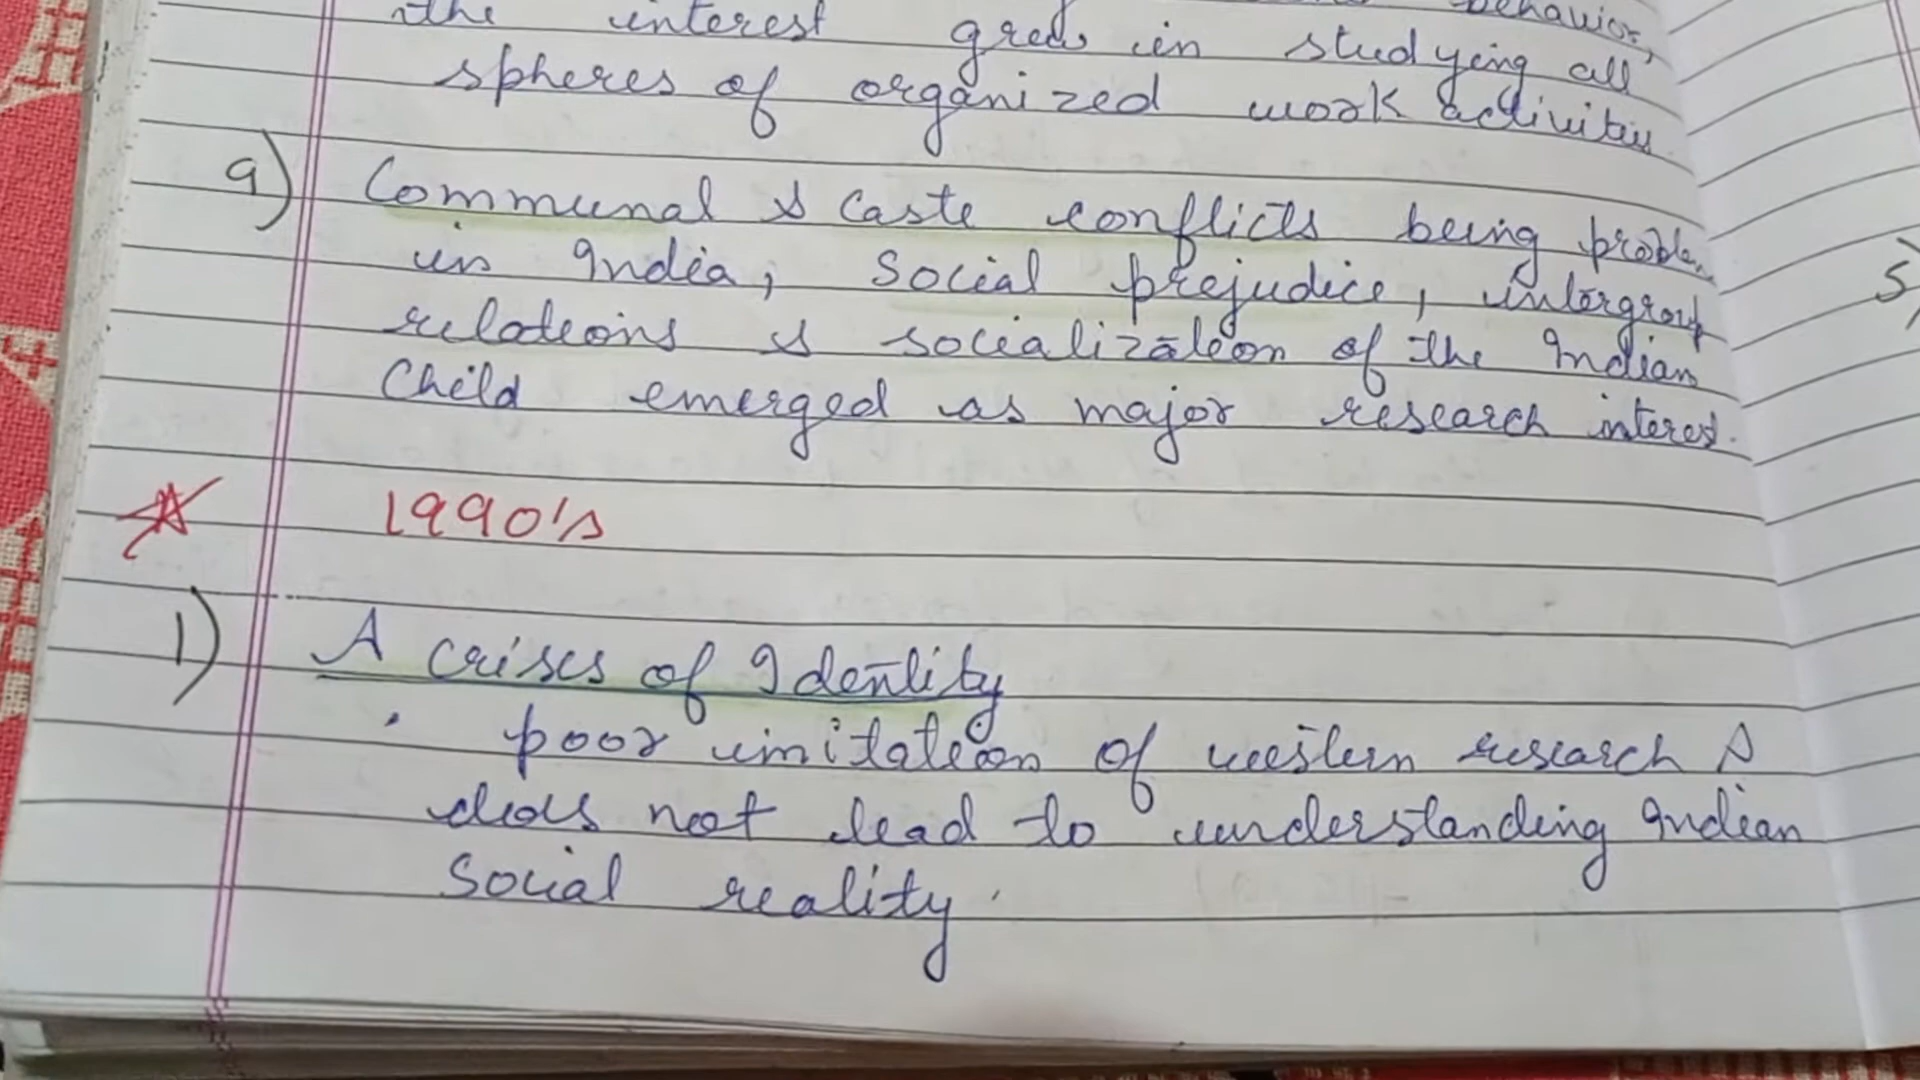 behavior,
the interest grew in studying all
spheres of organized work activities
9) Communal & Caste conflicts being problem
in India, Social prejudice, intergroup
relations & socialization of the Indian
Child emerged as major research interest.
1990's
1) A crises of Identity
poor imitation of western research &
does not lead to understanding Indian
Social reality.
5)